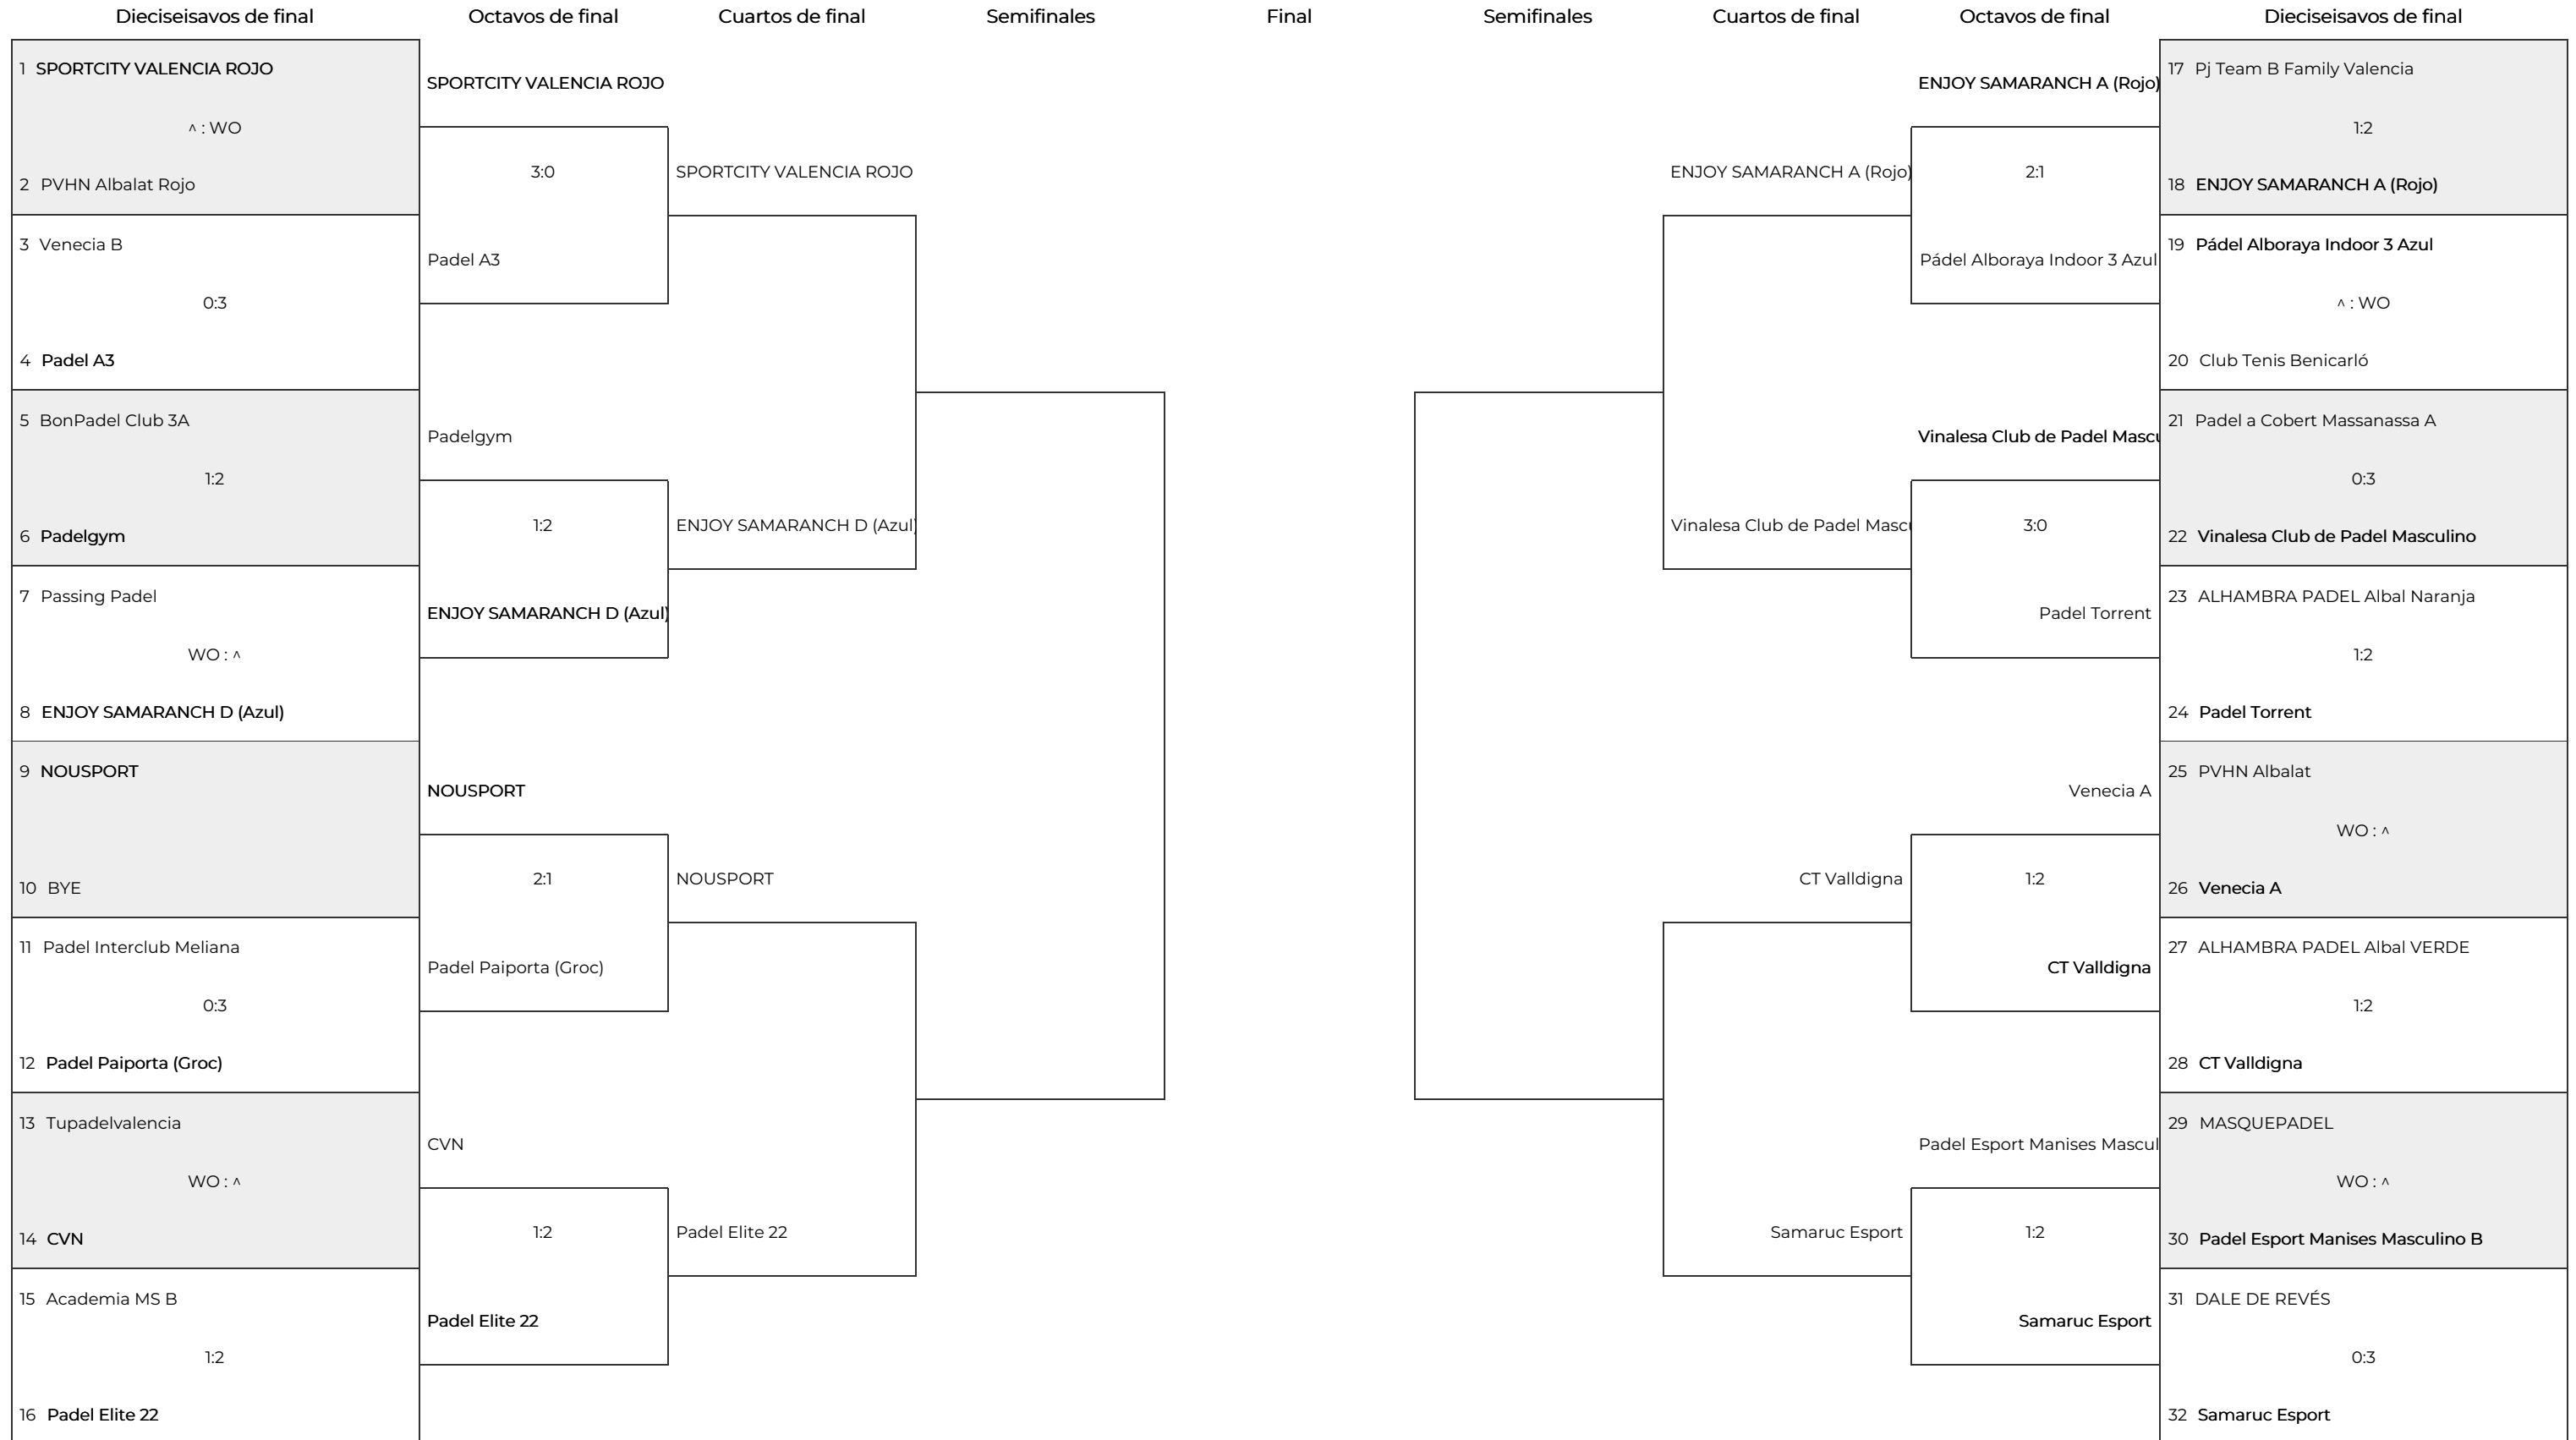 Dieciseisavos de final
Octavos de final
Cuartos de final
Semifinales
Final
Semifinales
Cuartos de final
Octavos de final
Dieciseisavos de final
1 SPORTCITY VALENCIA ROJO
^ : WO
2 PVHN Albalat Rojo
3 Venecia B
0:3
4 Padel A3
5 BonPadel Club 3A
1:2
6 Padelgym
7 Passing Padel
WO : ^
8 ENJOY SAMARANCH D (Azul)
9 NOUSPORT
10 BYE
11 Padel Interclub Meliana
0:3
12 Padel Paiporta (Groc)
13 Tupadelvalencia
WO : ^
14 CVN
15 Academia MS B
1:2
16 Padel Elite 22
SPORTCITY VALENCIA ROJO
3:0
Padel A3
Padelgym
1:2
ENJOY SAMARANCH D (Azul)
NOUSPORT
2:1
Padel Paiporta (Groc)
CVN
1:2
Padel Elite 22
SPORTCITY VALENCIA ROJO
ENJOY SAMARANCH D (Azul)
NOUSPORT
Padel Elite 22
ENJOY SAMARANCH A (Rojo)
Vinalesa Club de Padel Mascu
CT Valldigna
Samaruc Esport
ENJOY SAMARANCH A (Rojo)
2:1
Pádel Alboraya Indoor 3 Azul
Vinalesa Club de Padel Mascu
3:0
Padel Torrent
Venecia A
1:2
CT Valldigna
Padel Esport Manises Mascul
1:2
Samaruc Esport
17 Pj Team B Family Valencia
1:2
18 ENJOY SAMARANCH A (Rojo)
19 Pádel Alboraya Indoor 3 Azul
^ : WO
20 Club Tenis Benicarló
21 Padel a Cobert Massanassa A
0:3
22 Vinalesa Club de Padel Masculino
23 ALHAMBRA PADEL Albal Naranja
1:2
24 Padel Torrent
25 PVHN Albalat
WO : ^
26 Venecia A
27 ALHAMBRA PADEL Albal VERDE
1:2
28 CT Valldigna
29 MASQUEPADEL
WO : ^
30 Padel Esport Manises Masculino B
31 DALE DE REVÉS
0:3
32 Samaruc Esport